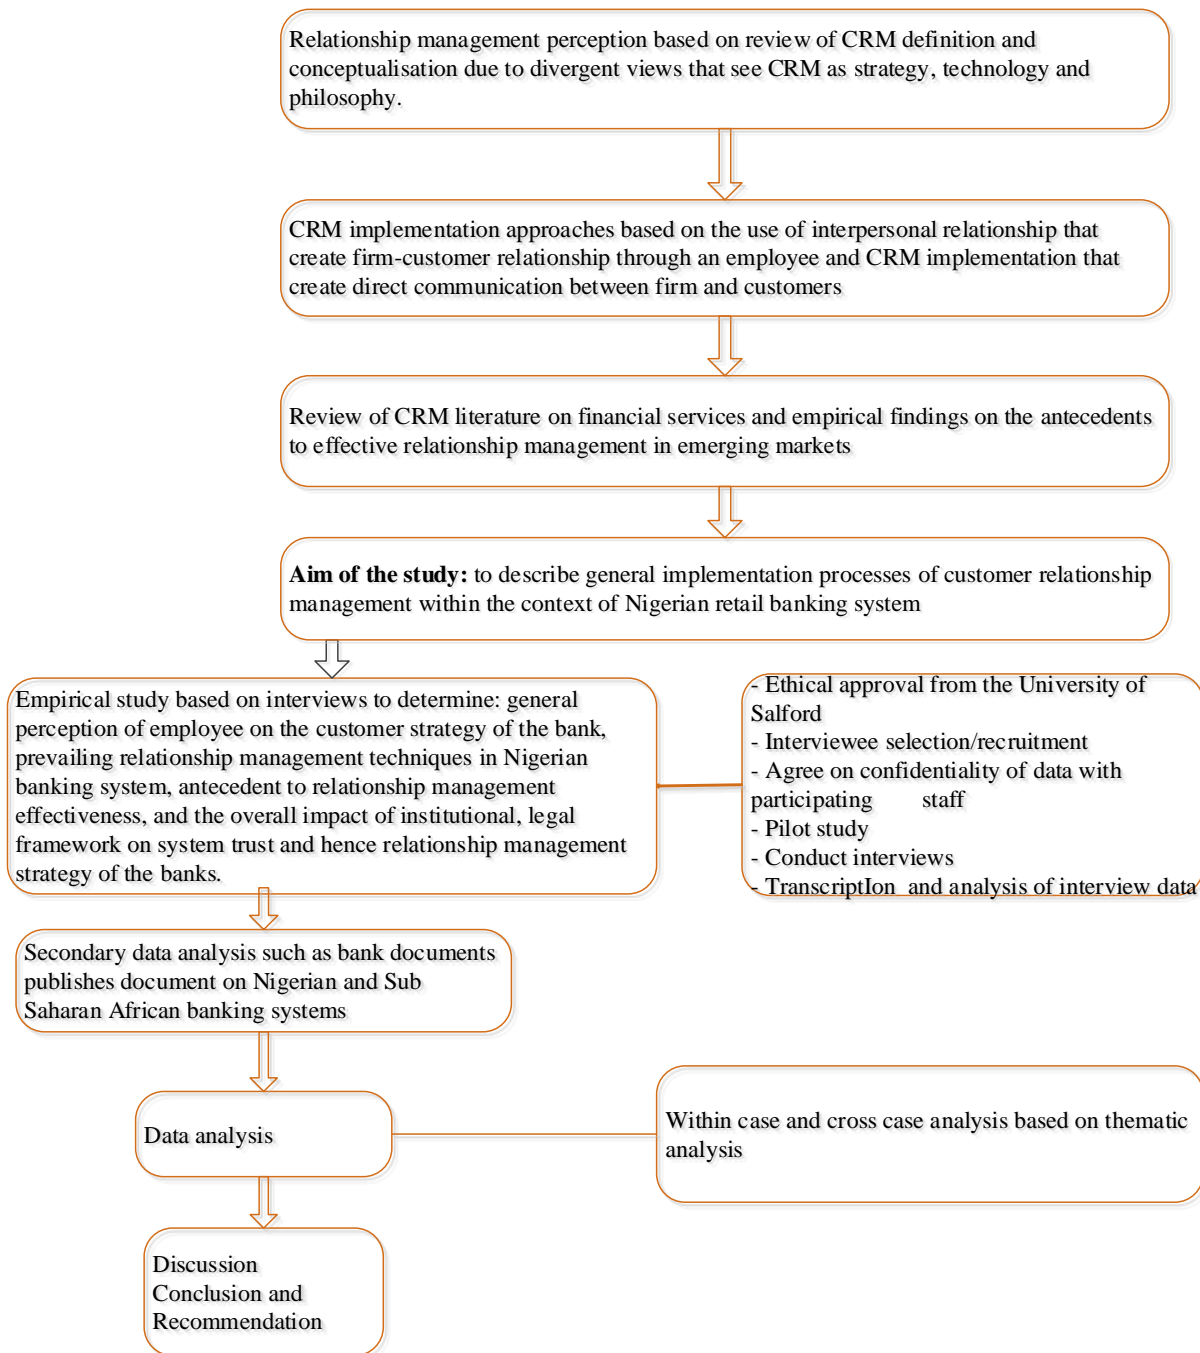 Relationship management perception based on review of CRM definition and
conceptualisation due to divergent views that see CRM as strategy, technology and
philosophy.
CRM implementation approaches based on the use of interpersonal relationship that
create firm-customer relationship through an employee and CRM implementation that
create direct communication between firm and customers
Review of CRM literature on financial services and empirical findings on the antecedents
to effective relationship management in emerging markets
Aim of the study: to describe general implementation processes of customer relationship
management within the context of Nigerian retail banking system
Empirical study based on interviews to determine: general
perception of employee on the customer strategy of the bank,
prevailing relationship management techniques in Nigerian
banking system, antecedent to relationship management
effectiveness, and the overall impact of institutional, legal
framework on system trust and hence relationship management
strategy of the banks.
- Ethical approval from the University of
Salford
- Interviewee selection/recruitment
- Agree on confidentiality of data with
participating staff
- Pilot study
- Conduct interviews
- TranscriptIon and analysis of interview data
Secondary data analysis such as bank documents
publishes document on Nigerian and Sub
Saharan African banking systems
Data analysis
Within case and cross case analysis based on thematic
analysis
Discussion
Conclusion and
Recommendation